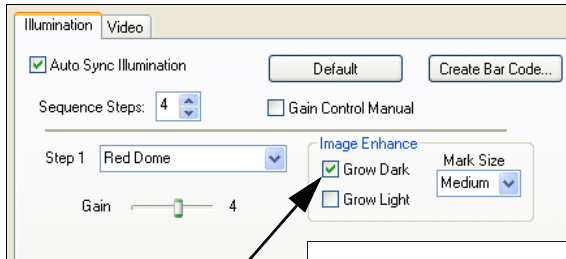 Illumination Video
Auto Sync Illumination Default Create Bar Code...
Sequence Steps: 4 Gain Control Manual
Image Enhance
Step 1 Red Dome Grow Dark Mark Size
Medium
Gain 4 Grow Light